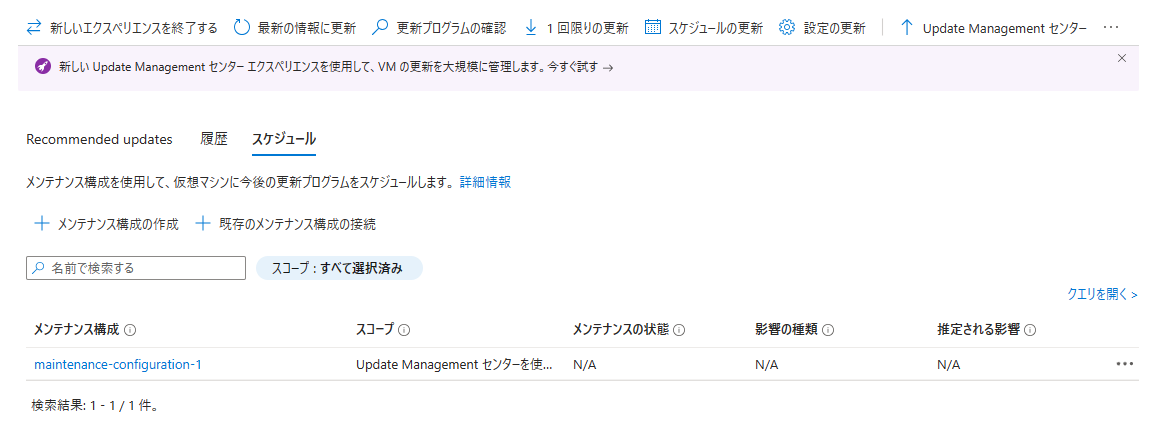 新しいエクスペリエンスを終了する 最新の情報に更新 更新プログラムの確認 1 回限りの更新 スケジュールの更新 設定の更新 Update Management センター ...
新しい Update Management センター エクスペリエンスを使用して、VM の更新を大規模に管理します。今すぐ試す →
Recommended updates 履歴 スケジュール
メンテナンス構成を使用して、仮想マシンに今後の更新プログラムをスケジュールします。 詳細情報
+ メンテナンス構成の作成 + 既存のメンテナンス構成の接続
名前で検索する スコープ : すべて選択済み
クエリを開く >
メンテナンス構成 スコープ メンテナンスの状態 影響の種類 推定される影響
maintenance-configuration-1 Update Management センターを使... N/A N/A N/A ...
検索結果: 1 - 1 / 1 件。